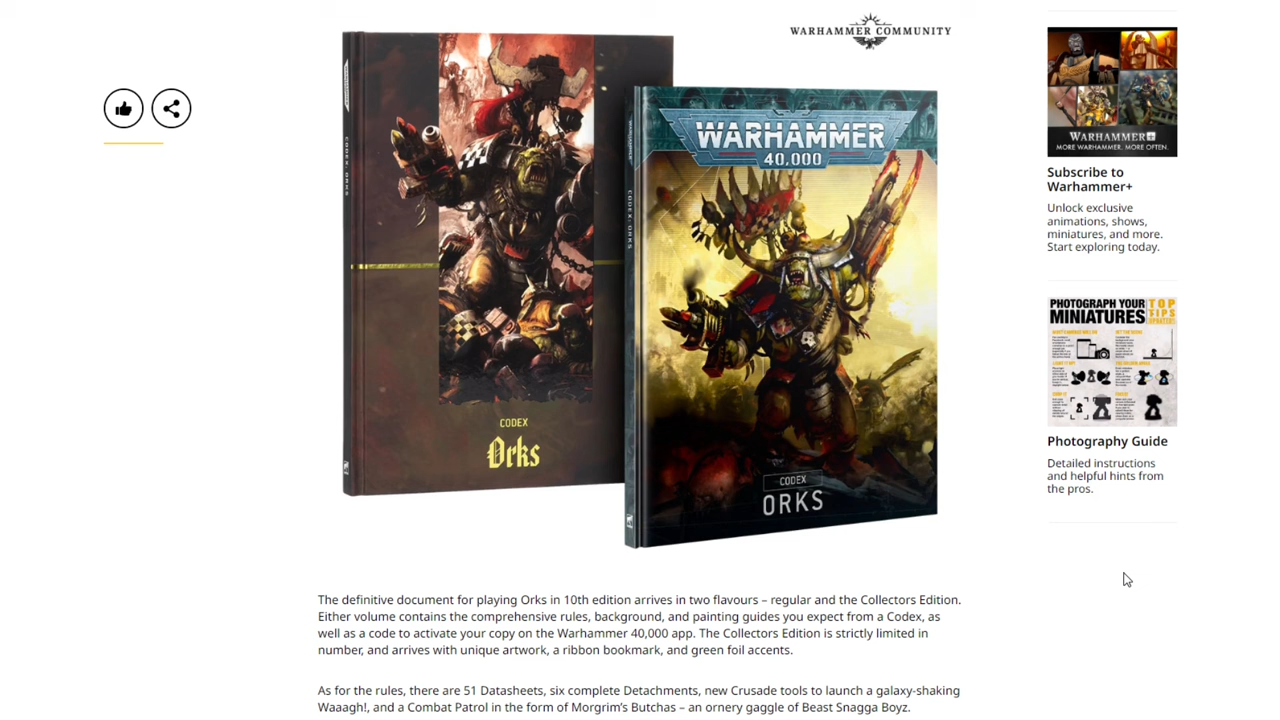 WARHAMMER COMMUNITY
CODEX: ORKS
CODEX
Orks
WARHAMMER
CODEX: ORKS
WARHAMMER
40,000
CODEX
ORKS
The definitive document for playing Orks in 10th edition arrives in two flavours – regular and the Collectors Edition.
Either volume contains the comprehensive rules, background, and painting guides you expect from a Codex, as
well as a code to activate your copy on the Warhammer 40,000 app. The Collectors Edition is strictly limited in
number, and arrives with unique artwork, a ribbon bookmark, and green foil accents.
As for the rules, there are 51 Datasheets, six complete Detachments, new Crusade tools to launch a galaxy-shaking
Waaagh!, and a Combat Patrol in the form of Morgrim’s Butchas – an ornery gaggle of Beast Snagga Boyz.
WARHAMMER+
MORE WARHAMMER. MORE OFTEN.
Subscribe to
Warhammer+
Unlock exclusive
animations, shows,
miniatures, and more.
Start exploring today.
PHOTOGRAPH YOUR
MINIATURES
TOP
TIPS
Photography Guide
Detailed instructions
and helpful hints from
the pros.